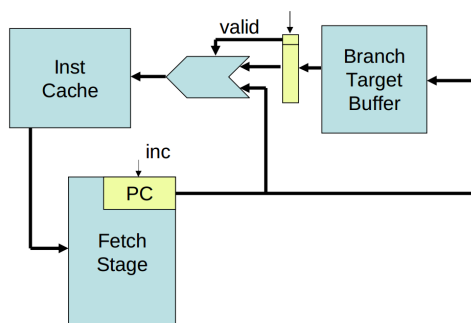 valid
Inst
Cache
Branch
Target
Buffer
inc
PC
Fetch
Stage